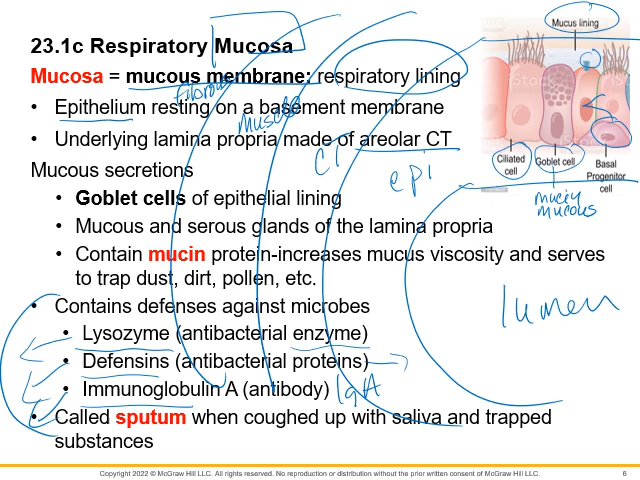 23.1c Respiratory Mucosa
Mucosa = mucous membrane: respiratory lining
• Epithelium resting on a basement membrane
• Underlying lamina propria made of areolar CT
Mucous secretions
• Goblet cells of epithelial lining
• Mucous and serous glands of the lamina propria
• Contain mucin protein-increases mucus viscosity and serves
to trap dust, dirt, pollen, etc.
• Contains defenses against microbes
• Lysozyme (antibacterial enzyme)
• Defensins (antibacterial proteins)
• Immunoglobulin A (antibody) IgA
• Called sputum when coughed up with saliva and trapped
substances
fibrous
muscle
CT
epi
lumen
Mucus lining
Ciliated
cell
Goblet cell
Basal
Progenitor
cell
mucin
mucous
iStock
Copyright 2022 © McGraw Hill LLC. All rights reserved. No reproduction or distribution without the prior written consent of McGraw Hill LLC.
6